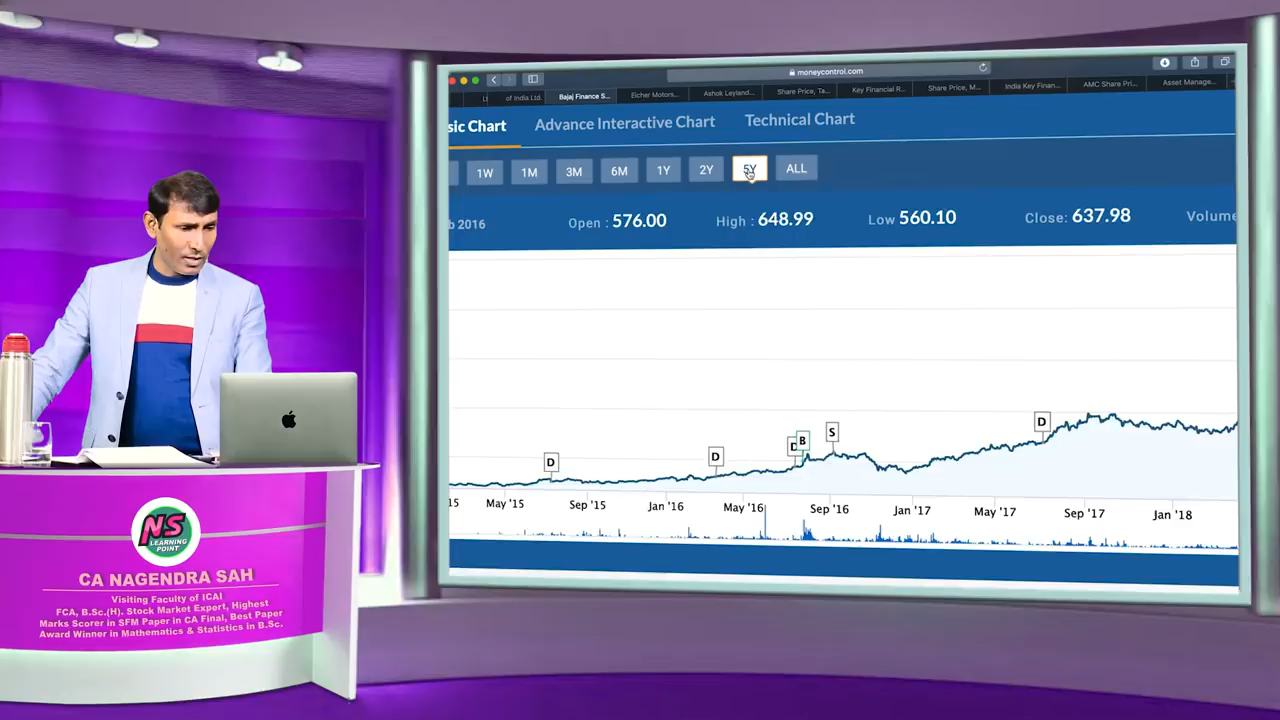 moneycontrol.com
of India Ltd.
Bajaj Finance S...
Eicher Motors...
Ashok Leyland...
Share Price, Ta...
Key Financial R...
Share Price, M...
India Key Finan...
AMC Share Pri...
Asset Manage...
sic Chart
Advance Interactive Chart
Technical Chart
1W
1M
3M
6M
1Y
2Y
5Y
ALL
b 2016
Open : 576.00
High : 648.99
Low 560.10
Close: 637.98
Volume
D
D
D
B
S
D
15
May '15
Sep '15
Jan '16
May '16
Sep '16
Jan '17
May '17
Sep '17
Jan '18
NS
LEARNING
POINT
CA NAGENDRA SAH
Visiting Faculty of ICAI
FCA, B.Sc.(H). Stock Market Expert, Highest
Marks Scorer in SFM Paper in CA Final, Best Paper
Award Winner in Mathematics & Statistics in B.Sc.